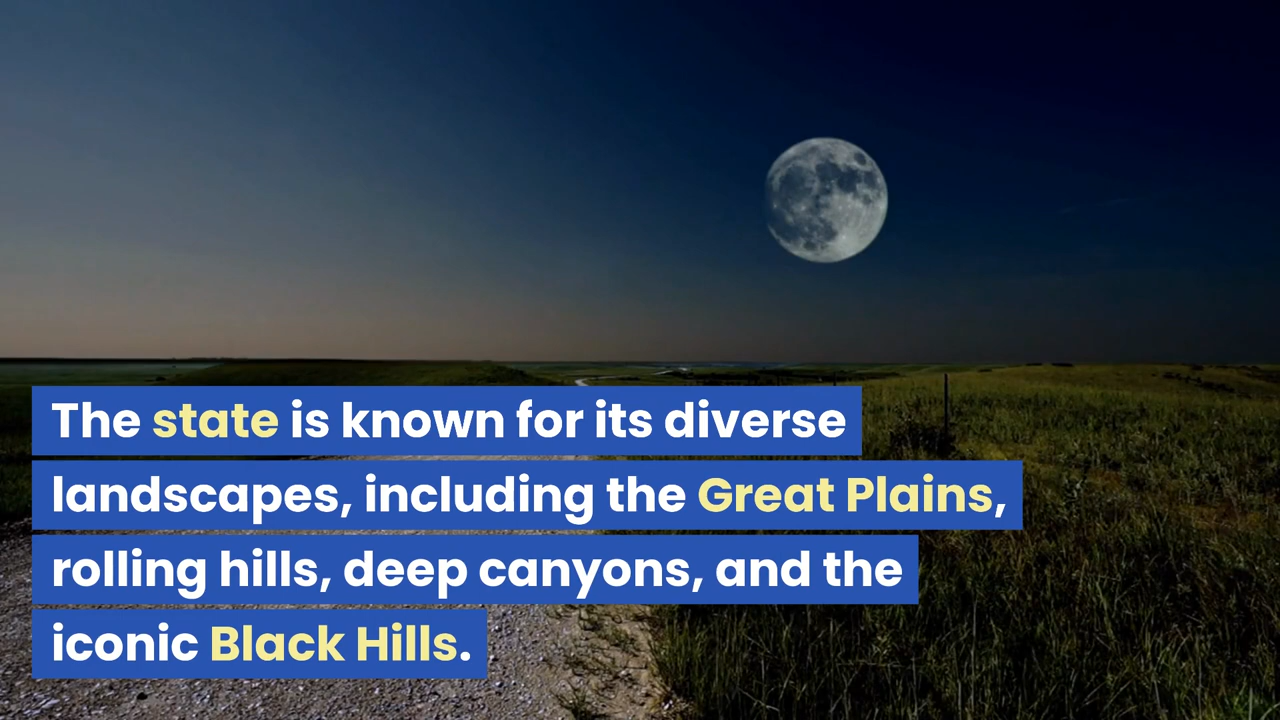 The state is known for its diverse
landscapes, including the Great Plains,
rolling hills, deep canyons, and the
iconic Black Hills.